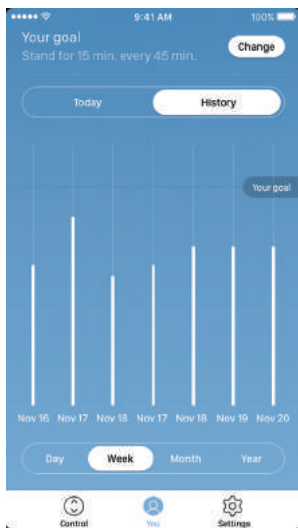 9:41 AM 100%
Your goal
Stand for 15 min. every 45 min.
Change
Today History
Your goal
Nov 16 Nov 17 Nov 18 Nov 17 Nov 18 Nov 19 Nov 20
Day Week Month Year
Control You Settings